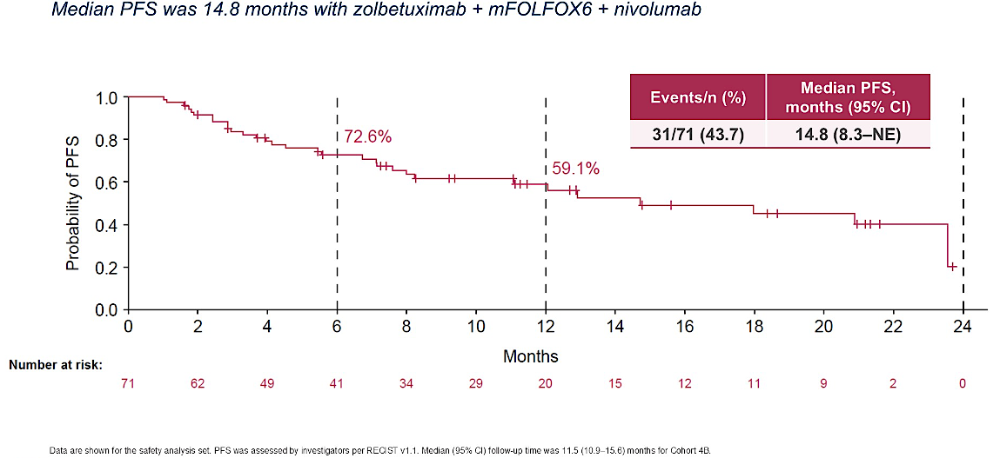 Median PFS was 14.8 months with zolbetuximab + mFOLFOX6 + nivolumab
Events/n (%)
Median PFS,
months (95% CI)
31/71 (43.7)
14.8 (8.3–NE)
Probability of PFS
1.0
0.8
0.6
0.4
0.2
0.0
72.6%
59.1%
0 2 4 6 8 10 12 14 16 18 20 22 24
Months
Number at risk:
71 62 49 41 34 29 20 15 12 11 9 2 0
Data are shown for the safety analysis set. PFS was assessed by investigators per RECIST v1.1. Median (95% CI) follow-up time was 11.5 (10.9–15.6) months for Cohort 4B.